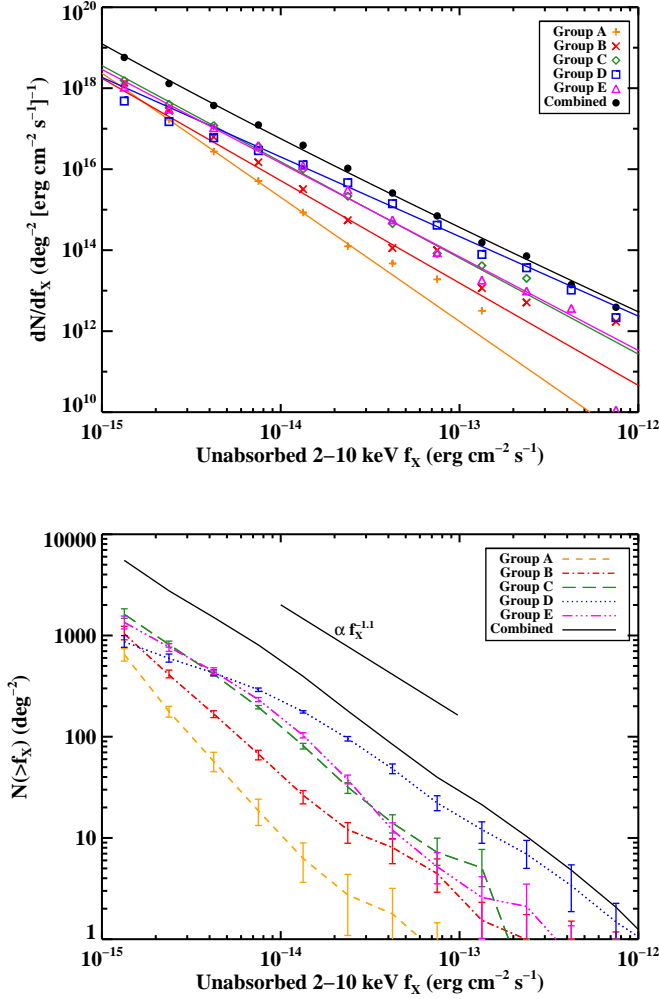 10^20
10^18
10^16
10^14
10^12
10^10
dN/df_X (deg^-2 [erg cm^-2 s^-1]^-1)
Group A
Group B
Group C
Group D
Group E
Combined
10^-15 10^-14 10^-13 10^-12
Unabsorbed 2–10 keV f_X (erg cm^-2 s^-1)
10000
1000
100
10
1
N(>f_X) (deg^-2)
Group A
Group B
Group C
Group D
Group E
Combined
α f_X^-1.1
10^-15 10^-14 10^-13 10^-12
Unabsorbed 2–10 keV f_X (erg cm^-2 s^-1)